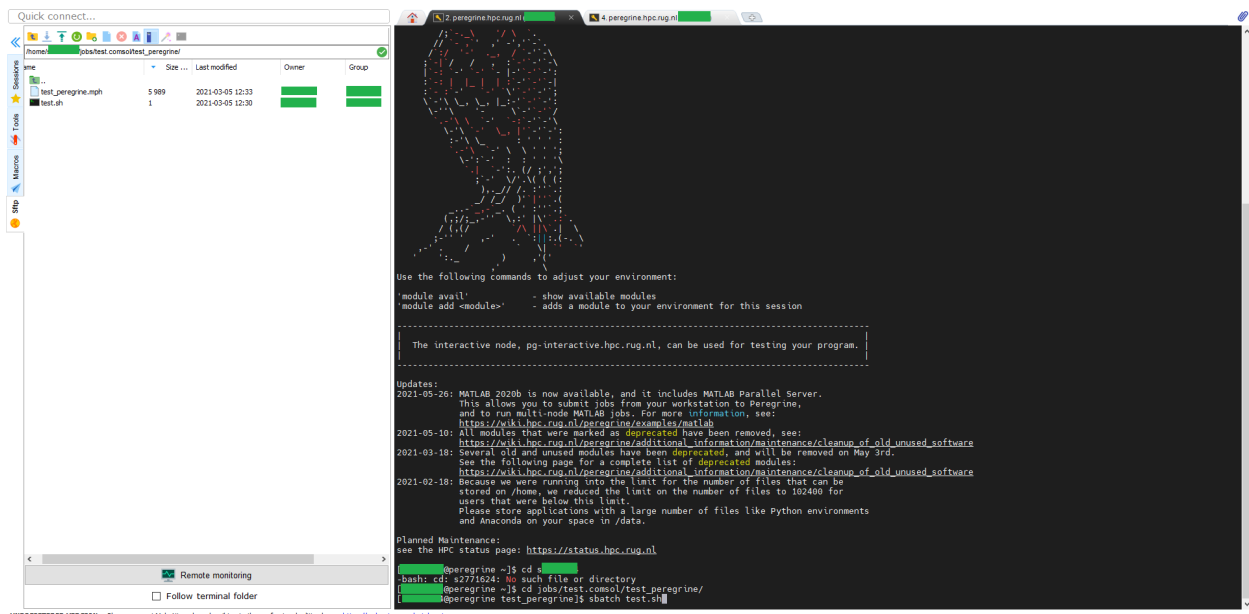 Quick connect...
2. peregrine.hpc.rug.nl
4. peregrine.hpc.rug.nl
Sessions
Tools
Macros
Sftp
/home/ /jobs/test.comsol/test_peregrine/
ame Size ... Last modified Owner Group
..
test_peregrine.mph 5 989 2021-03-05 12:33
test.sh 1 2021-03-05 12:30
Remote monitoring
Follow terminal folder
Use the following commands to adjust your environment:
'module avail' - show available modules
'module add <module>' - adds a module to your environment for this session
The interactive node, pg-interactive.hpc.rug.nl, can be used for testing your program.
Updates:
2021-05-26: MATLAB 2020b is now available, and it includes MATLAB Parallel Server.
This allows you to submit jobs from your workstation to Peregrine,
and to run multi-node MATLAB jobs. For more information, see:
https://wiki.hpc.rug.nl/peregrine/examples/matlab
2021-05-10: All modules that were marked as deprecated have been removed, see:
https://wiki.hpc.rug.nl/peregrine/additional_information/maintenance/cleanup_of_old_unused_software
2021-03-18: Several old and unused modules have been deprecated, and will be removed on May 3rd.
See the following page for a complete list of deprecated modules:
https://wiki.hpc.rug.nl/peregrine/additional_information/maintenance/cleanup_of_old_unused_software
2021-02-18: Because we were running into the limit for the number of files that can be
stored on /home, we reduced the limit on the number of files to 102400 for
users that were below this limit.
Please store applications with a large number of files like Python environments
and Anaconda on your space in /data.
Planned Maintenance:
see the HPC status page: https://status.hpc.rug.nl
[ @peregrine ~]$ cd s
-bash: cd: s2771624: No such file or directory
[ @peregrine ~]$ cd jobs/test.comsol/test_peregrine/
[ @peregrine test_peregrine]$ sbatch test.sh